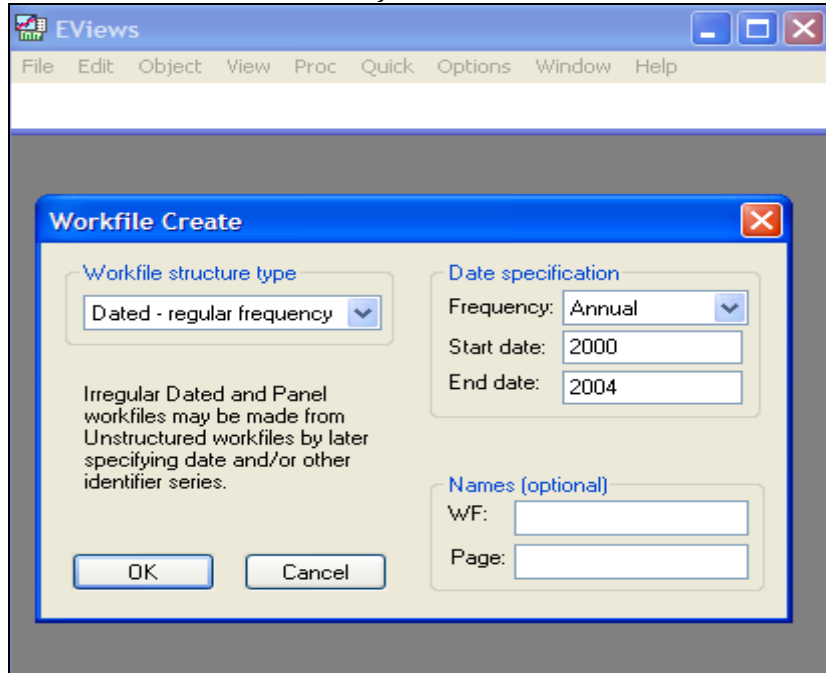 EViews
File Edit Object View Proc Quick Options Window Help
Workfile Create
Workfile structure type
Dated - regular frequency
Irregular Dated and Panel
workfiles may be made from
Unstructured workfiles by later
specifying date and/or other
identifier series.
Date specification
Frequency: Annual
Start date: 2000
End date: 2004
Names (optional)
WF:
Page:
OK Cancel